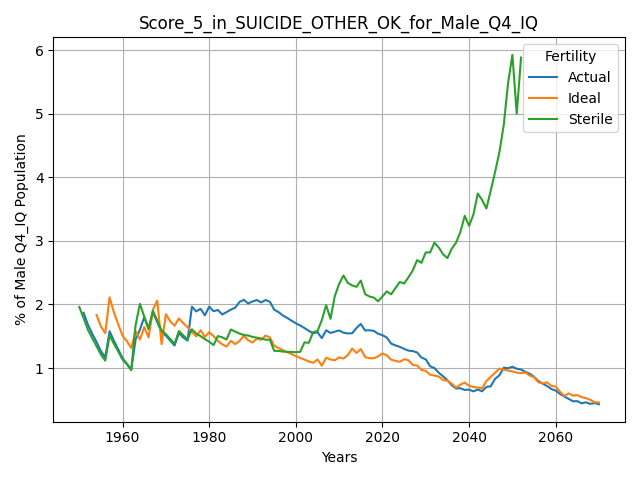 Score_5_in_SUICIDE_OTHER_OK_for_Male_Q4_IQ
% of Male Q4_IQ Population
6
5
4
3
2
1
Fertility
Actual
Ideal
Sterile
1960
1980
2000
2020
2040
2060
Years